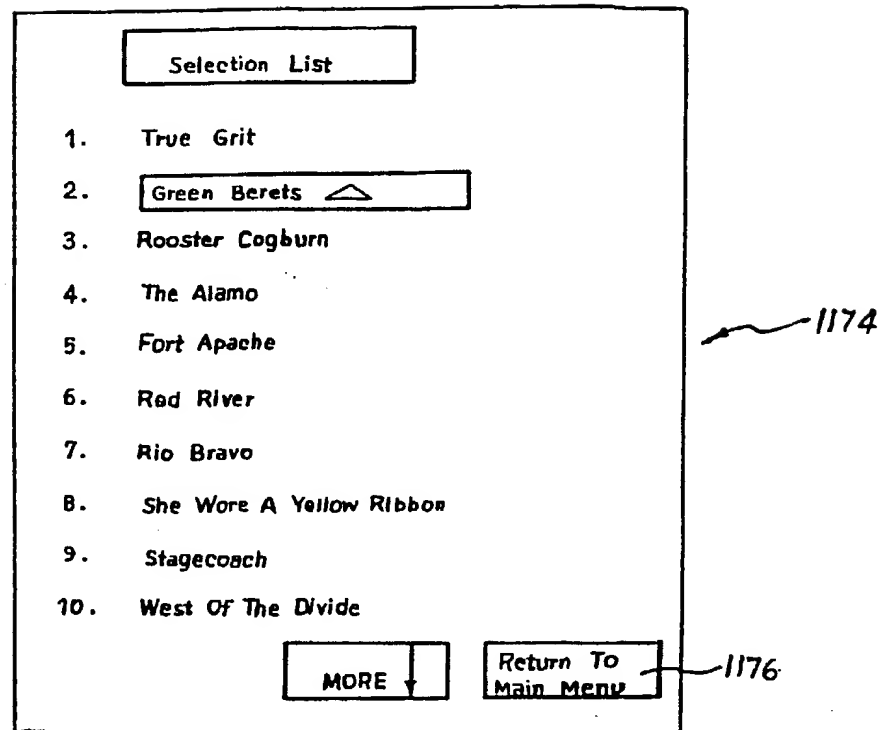 Selection List
1. True Grit
2. Green Berets
3. Rooster Cogburn
4. The Alamo
5. Fort Apache
6. Red River
7. Rio Bravo
8. She Wore A Yellow Ribbon
9. Stagecoach
10. West Of The Divide
MORE
Return To
Main Menu
1174
1176